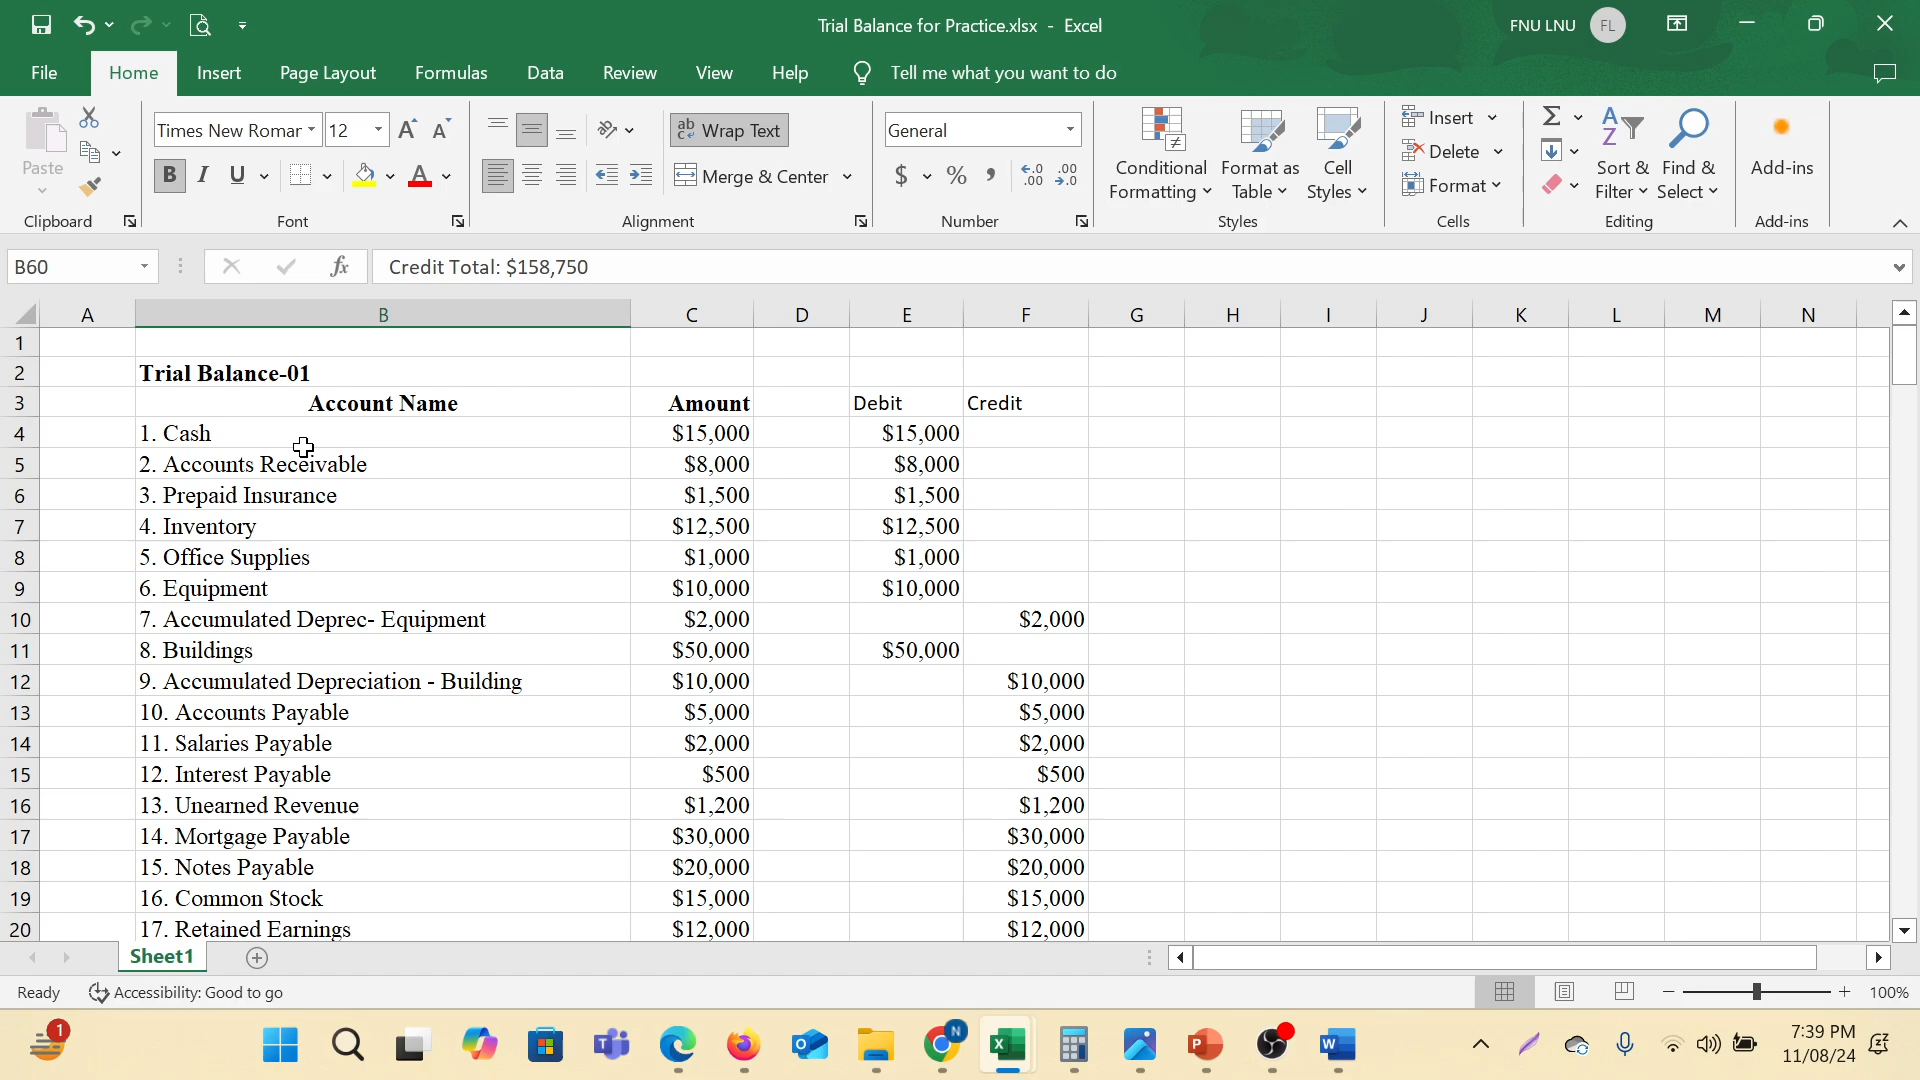 Trial Balance for Practice.xlsx - Excel
FNU LNU FL
File Home Insert Page Layout Formulas Data Review View Help Tell me what you want to do
Paste
Clipboard
Times New Roman 12
B I U
Font
Wrap Text
Merge & Center
Alignment
General
$ % ,
Number
Conditional Formatting
Format as Table
Cell Styles
Styles
Insert
Delete
Format
Cells
Sort & Filter
Find & Select
Editing
Add-ins
Add-ins
B60 fx Credit Total: $158,750
A B C D E F G H I J K L M N
1
2 Trial Balance-01
3 Account Name Amount Debit Credit
4 1. Cash $15,000 $15,000
5 2. Accounts Receivable $8,000 $8,000
6 3. Prepaid Insurance $1,500 $1,500
7 4. Inventory $12,500 $12,500
8 5. Office Supplies $1,000 $1,000
9 6. Equipment $10,000 $10,000
10 7. Accumulated Deprec- Equipment $2,000 $2,000
11 8. Buildings $50,000 $50,000
12 9. Accumulated Depreciation - Building $10,000 $10,000
13 10. Accounts Payable $5,000 $5,000
14 11. Salaries Payable $2,000 $2,000
15 12. Interest Payable $500 $500
16 13. Unearned Revenue $1,200 $1,200
17 14. Mortgage Payable $30,000 $30,000
18 15. Notes Payable $20,000 $20,000
19 16. Common Stock $15,000 $15,000
20 17. Retained Earnings $12,000 $12,000
Sheet1
Ready Accessibility: Good to go 100%
1
7:39 PM
11/08/24